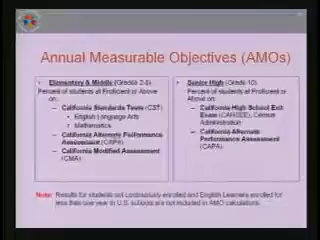 Annual Measurable Objectives (AMOs)
• Elementary & Middle (Grades 2-8)
Percent of students at Proficient or Above
on:
– California Standards Tests (CST)
• English Language Arts
• Mathematics
– California Alternate Performance
Assessment (CAPA)
– California Modified Assessment
(CMA)
• Senior High (Grade 10)
Percent of students at Proficient or
Above on:
– California High School Exit
Exam (CAHSEE), Census
Administration
– California Alternate
Performance Assessment
(CAPA)
Note: Results for students not continuously enrolled and English Learners enrolled for
less than one year in U.S. schools are not included in AMO calculations.